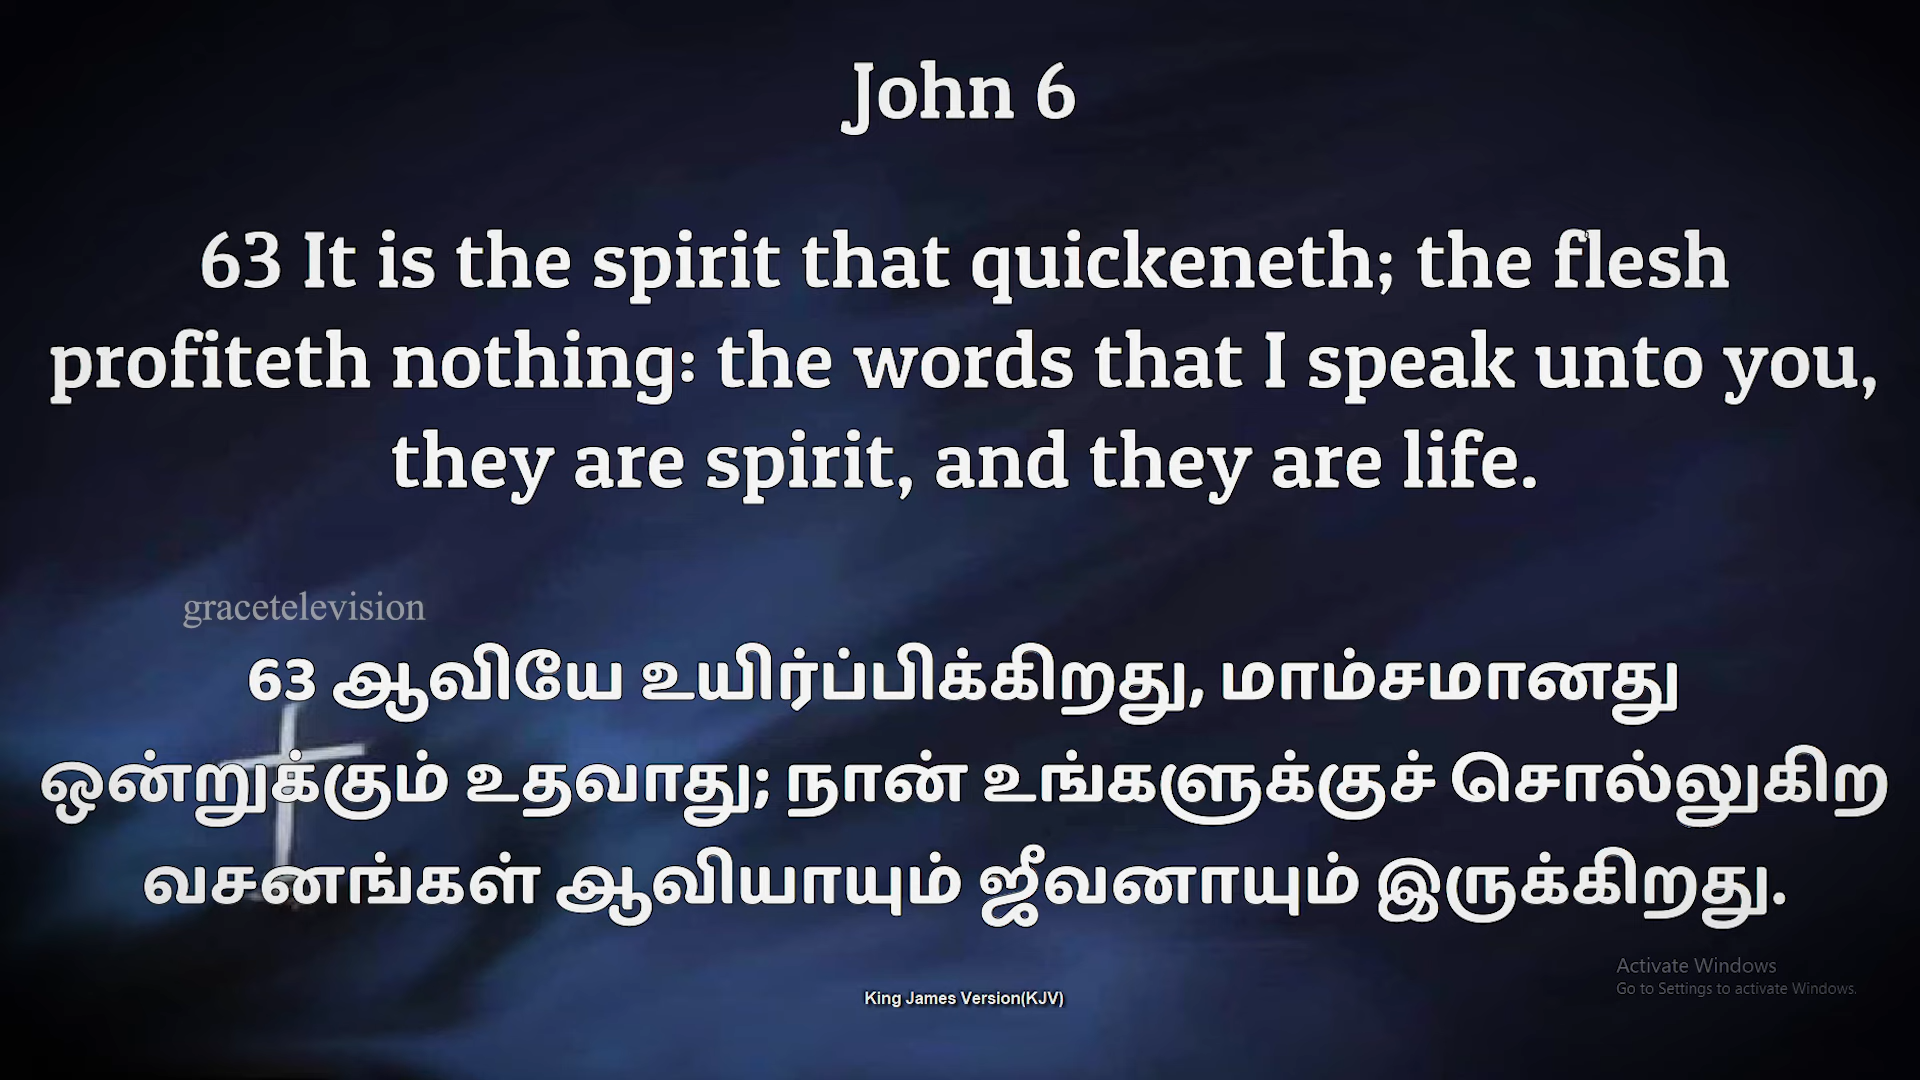 John 6
63 It is the spirit that quickeneth; the flesh
profiteth nothing: the words that I speak unto you,
they are spirit, and they are life.
gracetelevision
63 ஆவியே உயிர்ப்பிக்கிறது, மாம்சமானது
ஒன்றுக்கும் உதவாது; நான் உங்களுக்குச் சொல்லுகிற
வசனங்கள் ஆவியாயும் ஜீவனாயும் இருக்கிறது.
Activate Windows
Go to Settings to activate Windows.
King James Version(KJV)